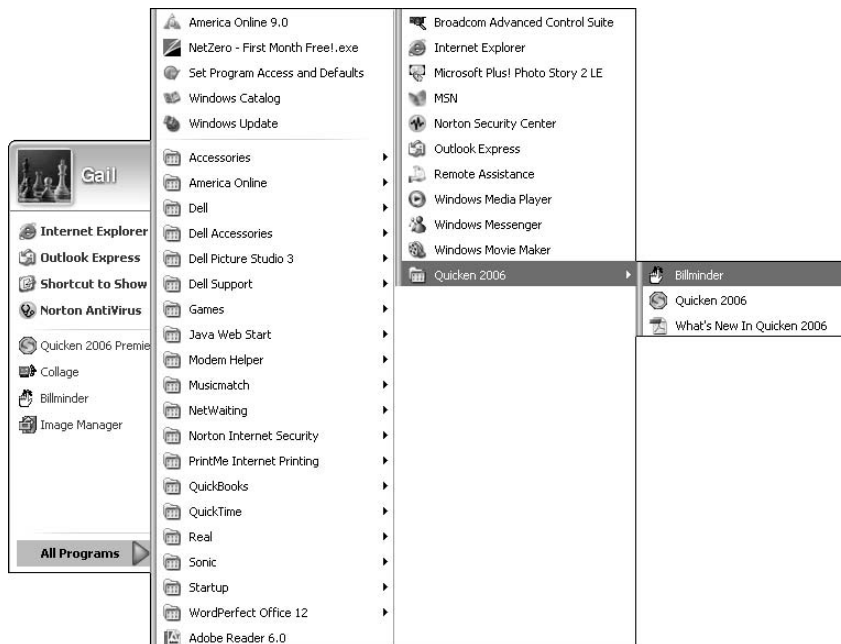 Gail
Internet Explorer
Outlook Express
Shortcut to Show
Norton AntiVirus
Quicken 2006 Premie
Collage
Billminder
Image Manager
All Programs
America Online 9.0
NetZero - First Month Free!.exe
Set Program Access and Defaults
Windows Catalog
Windows Update
Accessories
America Online
Dell
Dell Accessories
Dell Picture Studio 3
Dell Support
Games
Java Web Start
Modem Helper
Musicmatch
NetWaiting
Norton Internet Security
PrintMe Internet Printing
QuickBooks
QuickTime
Real
Sonic
Startup
WordPerfect Office 12
Adobe Reader 6.0
Broadcom Advanced Control Suite
Internet Explorer
Microsoft Plus! Photo Story 2 LE
MSN
Norton Security Center
Outlook Express
Remote Assistance
Windows Media Player
Windows Messenger
Windows Movie Maker
Quicken 2006
Billminder
Quicken 2006
What's New In Quicken 2006